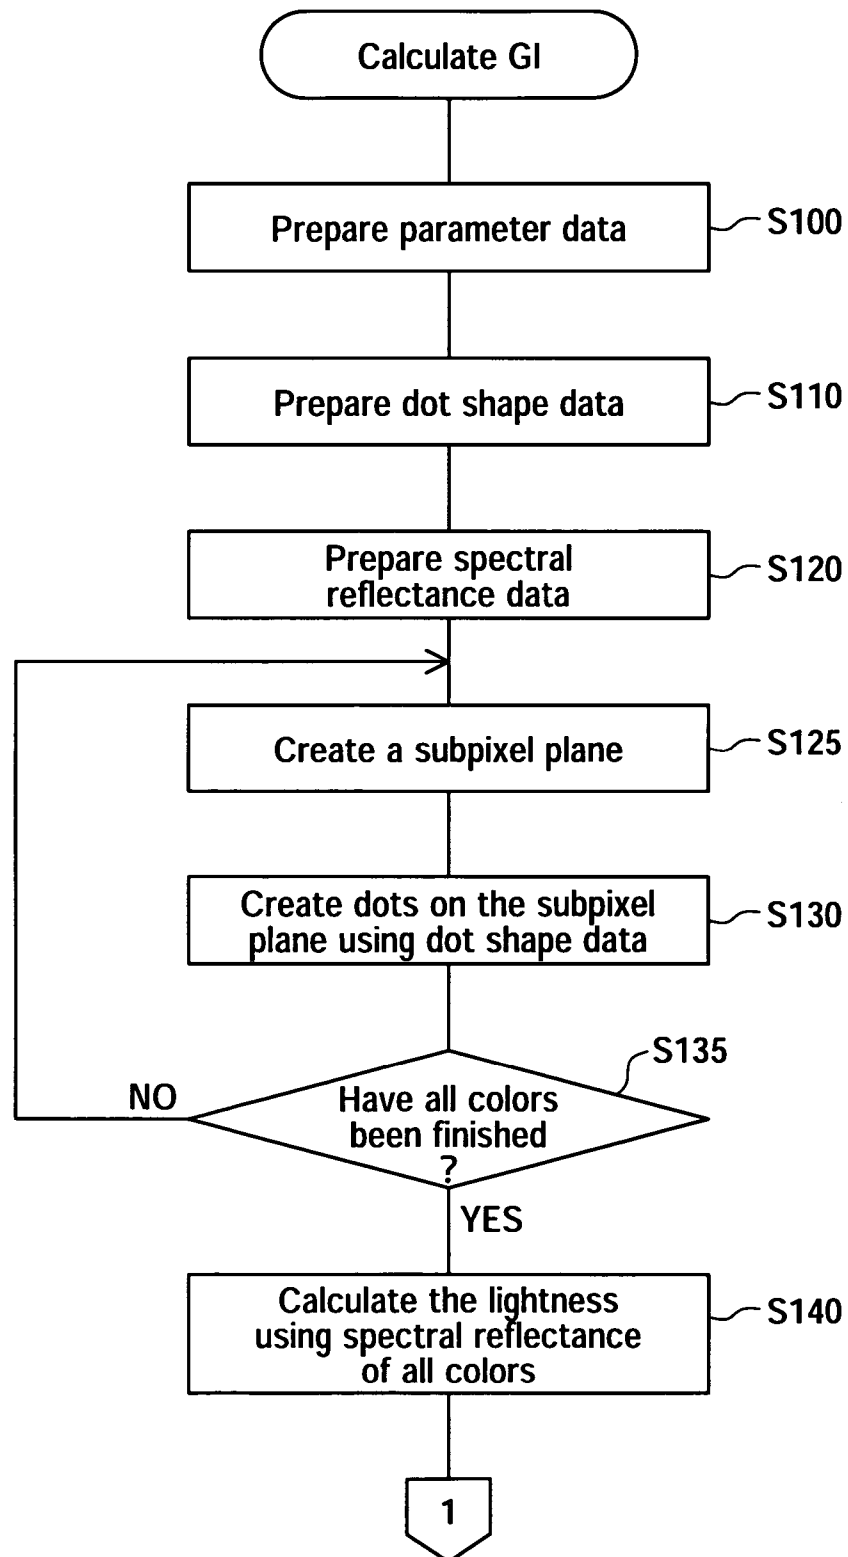 Calculate GI
Prepare parameter data
S100
Prepare dot shape data
S110
Prepare spectral
reflectance data
S120
Create a subpixel plane
S125
Create dots on the subpixel
plane using dot shape data
S130
S135
NO
Have all colors
been finished
?
YES
Calculate the lightness
using spectral reflectance
of all colors
S140
1